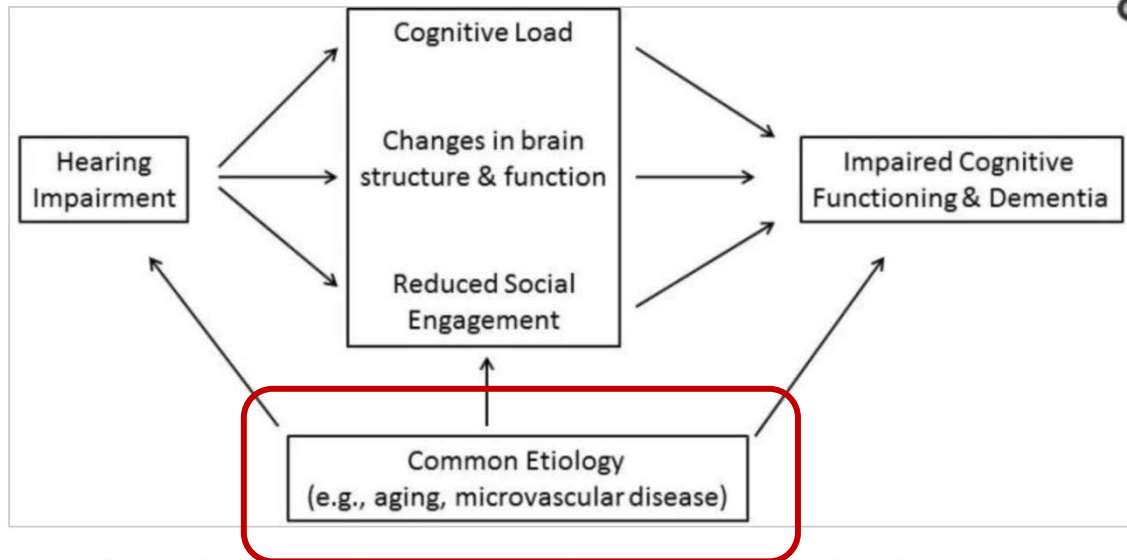 Cognitive Load
Hearing
Impairment
Changes in brain
structure & function
Impaired Cognitive
Functioning & Dementia
Reduced Social
Engagement
Common Etiology
(e.g., aging, microvascular disease)